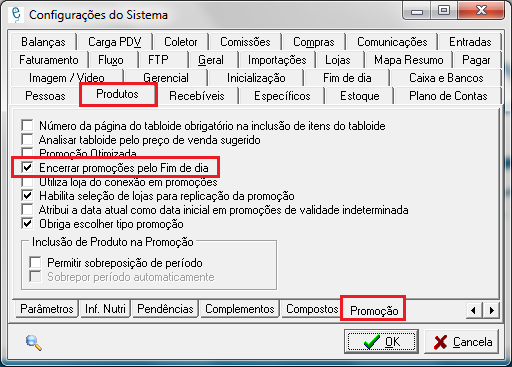 Configurações do Sistema
Balanças Carga PDV Coletor Comissões Compras Comunicações Entradas
Faturamento Fluxo FTP Geral Importações Lojas Mapa Resumo Pagar
Imagem / Video Gerencial Inicialização Fim de dia Caixa e Bancos
Pessoas Produtos Recebíveis Específicos Estoque Plano de Contas
Número da página do tabloide obrigatório na inclusão de itens do tabloide
Analisar tabloide pelo preço de venda sugerido
Promoção Otimizada
Encerrar promoções pelo Fim de dia
Utiliza loja do conexão em promoções
Habilita seleção de lojas para replicação da promoção
Atribui a data atual como data inicial em promoções de validade indeterminada
Obriga escolher tipo promoção
Inclusão de Produto na Promoção
Permitir sobreposição de período
Sobrepor período automaticamente
Parâmetros Inf. Nutri Pendências Complementos Compostos Promoção
OK Cancela